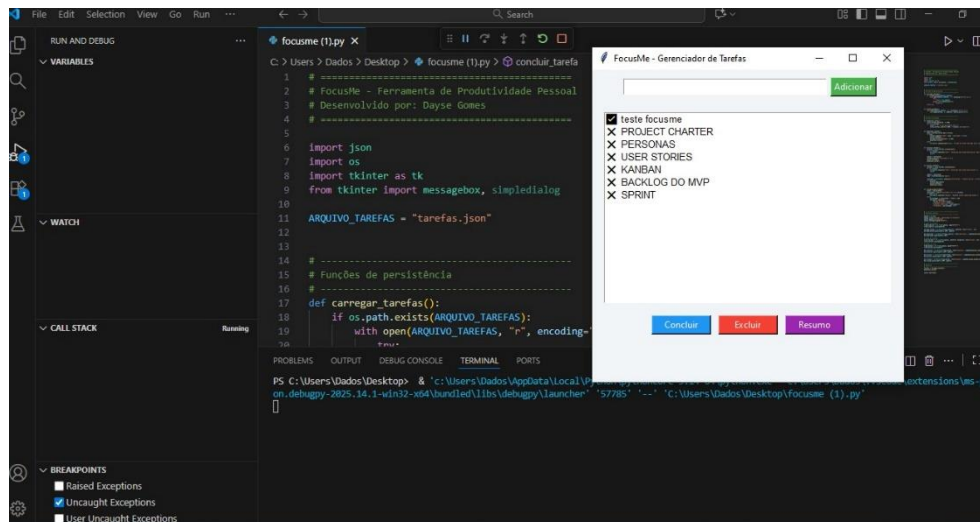 File Edit Selection View Go Run ...
Search
RUN AND DEBUG ...
VARIABLES
WATCH
CALL STACK Running
BREAKPOINTS
Raised Exceptions
Uncaught Exceptions
User Uncaught Exceptions
focusme (1).py
C: > Users > Dados > Desktop > focusme (1).py > concluir_tarefa
1 # ==========================================
2 # FocusMe - Ferramenta de Produtividade Pessoal
3 # Desenvolvido por: Dayse Gomes
4 # ==========================================
5
6 import json
7 import os
8 import tkinter as tk
9 from tkinter import messagebox, simpledialog
10
11 ARQUIVO_TAREFAS = "tarefas.json"
12
13
14 # ------------------------------------------
15 # Funções de persistência
16 # ------------------------------------------
17 def carregar_tarefas():
18 if os.path.exists(ARQUIVO_TAREFAS):
19 with open(ARQUIVO_TAREFAS, "r", encoding=
20 try:
PROBLEMS OUTPUT DEBUG CONSOLE TERMINAL PORTS
PS C:\Users\Dados\Desktop> & 'c:\Users\Dados\AppData\Local\
on.debugpy-2025.14.1-win32-x64\bundled\libs\debugpy\launcher' '57785' '--' 'C:\Users\Dados\Desktop\focusme (1).py'
FocusMe - Gerenciador de Tarefas
Adicionar
teste focusme
PROJECT CHARTER
PERSONAS
USER STORIES
KANBAN
BACKLOG DO MVP
SPRINT
Concluir Excluir Resumo